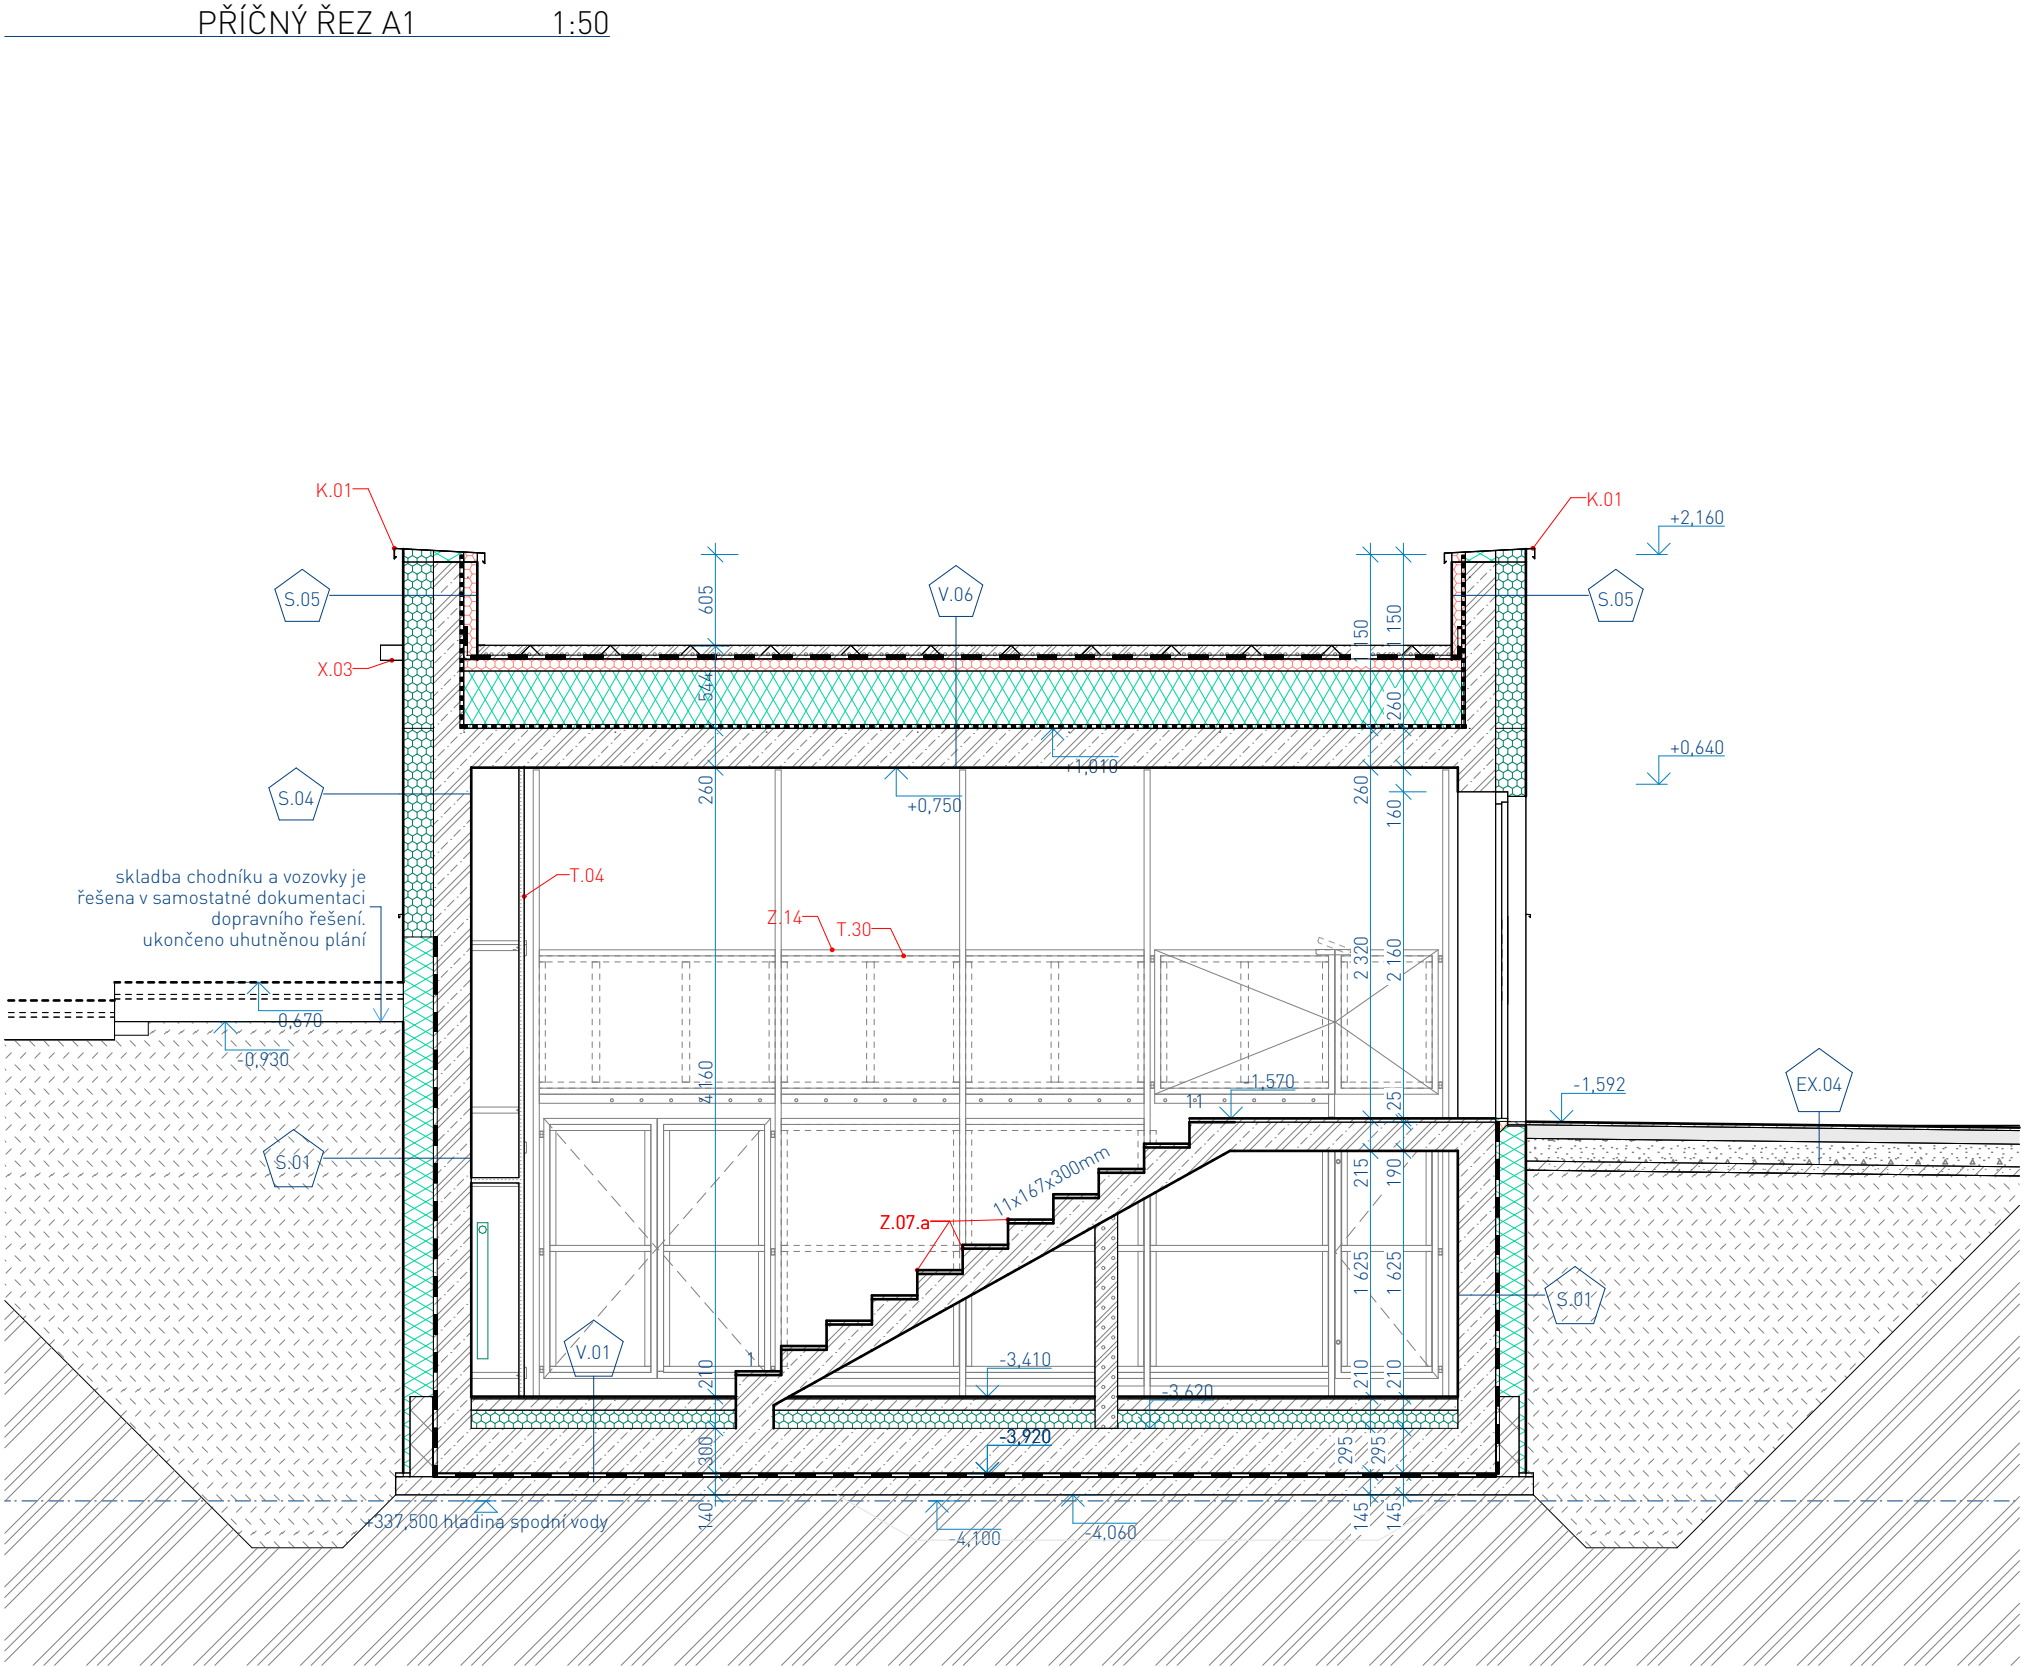 PŘÍČNÝ ŘEZ A1 1:50
K.01
K.01
+2,160
S.05
V.06
S.05
605
1 150
1 150
X.03
544
260
+1,010
+0,640
S.04
+0,750
260
260
160
skladba chodníku a vozovky je
řešena v samostatné dokumentaci
dopravního řešení.
ukončeno uhutněnou plání
T.04
Z.14
T.30
2 320
2 160
-0,670
-0,930
4 160
-1,570
11
25
-1,592
EX.04
S.01
11x167x300mm
215
190
Z.07.a
1 625
1 625
S.01
V.01
1
-3,410
-3,620
210
210
210
-3,920
300
295
295
+337,500 hladina spodní vody
140
-4,100
-4,060
145
145